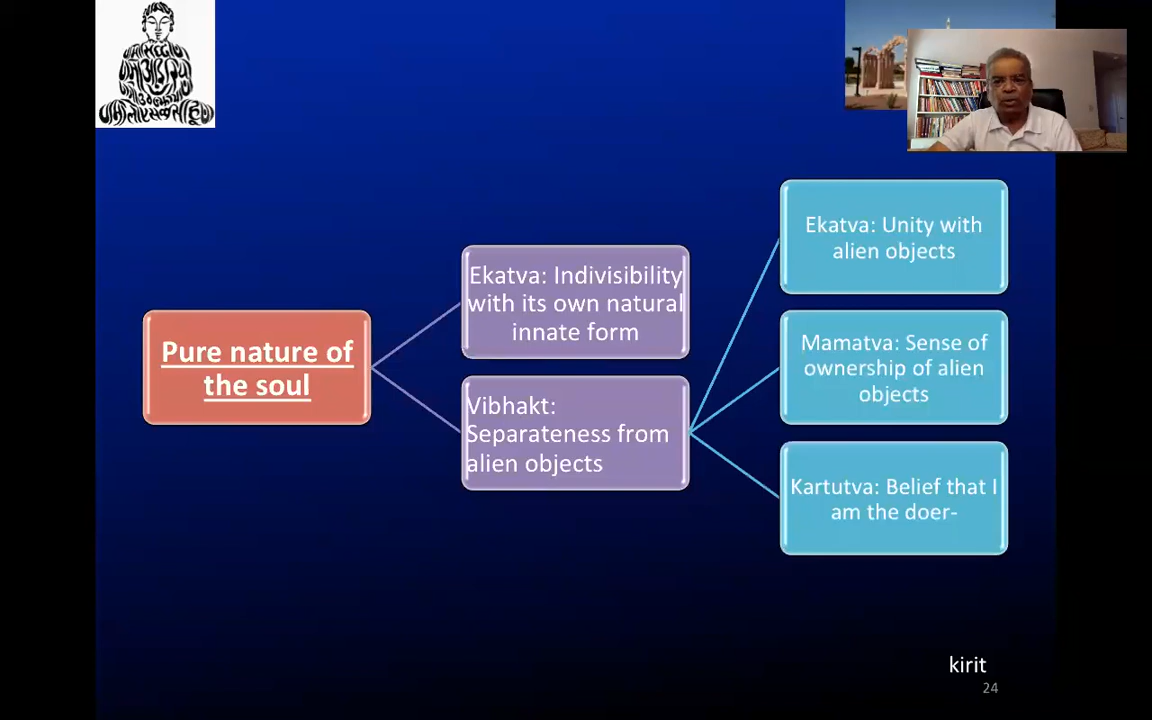 Pure nature of
the soul
Ekatva: Indivisibility
with its own natural
innate form
Vibhakt:
Separateness from
alien objects
Ekatva: Unity with
alien objects
Mamatva: Sense of
ownership of alien
objects
Kartutva: Belief that I
am the doer-
kirit
24